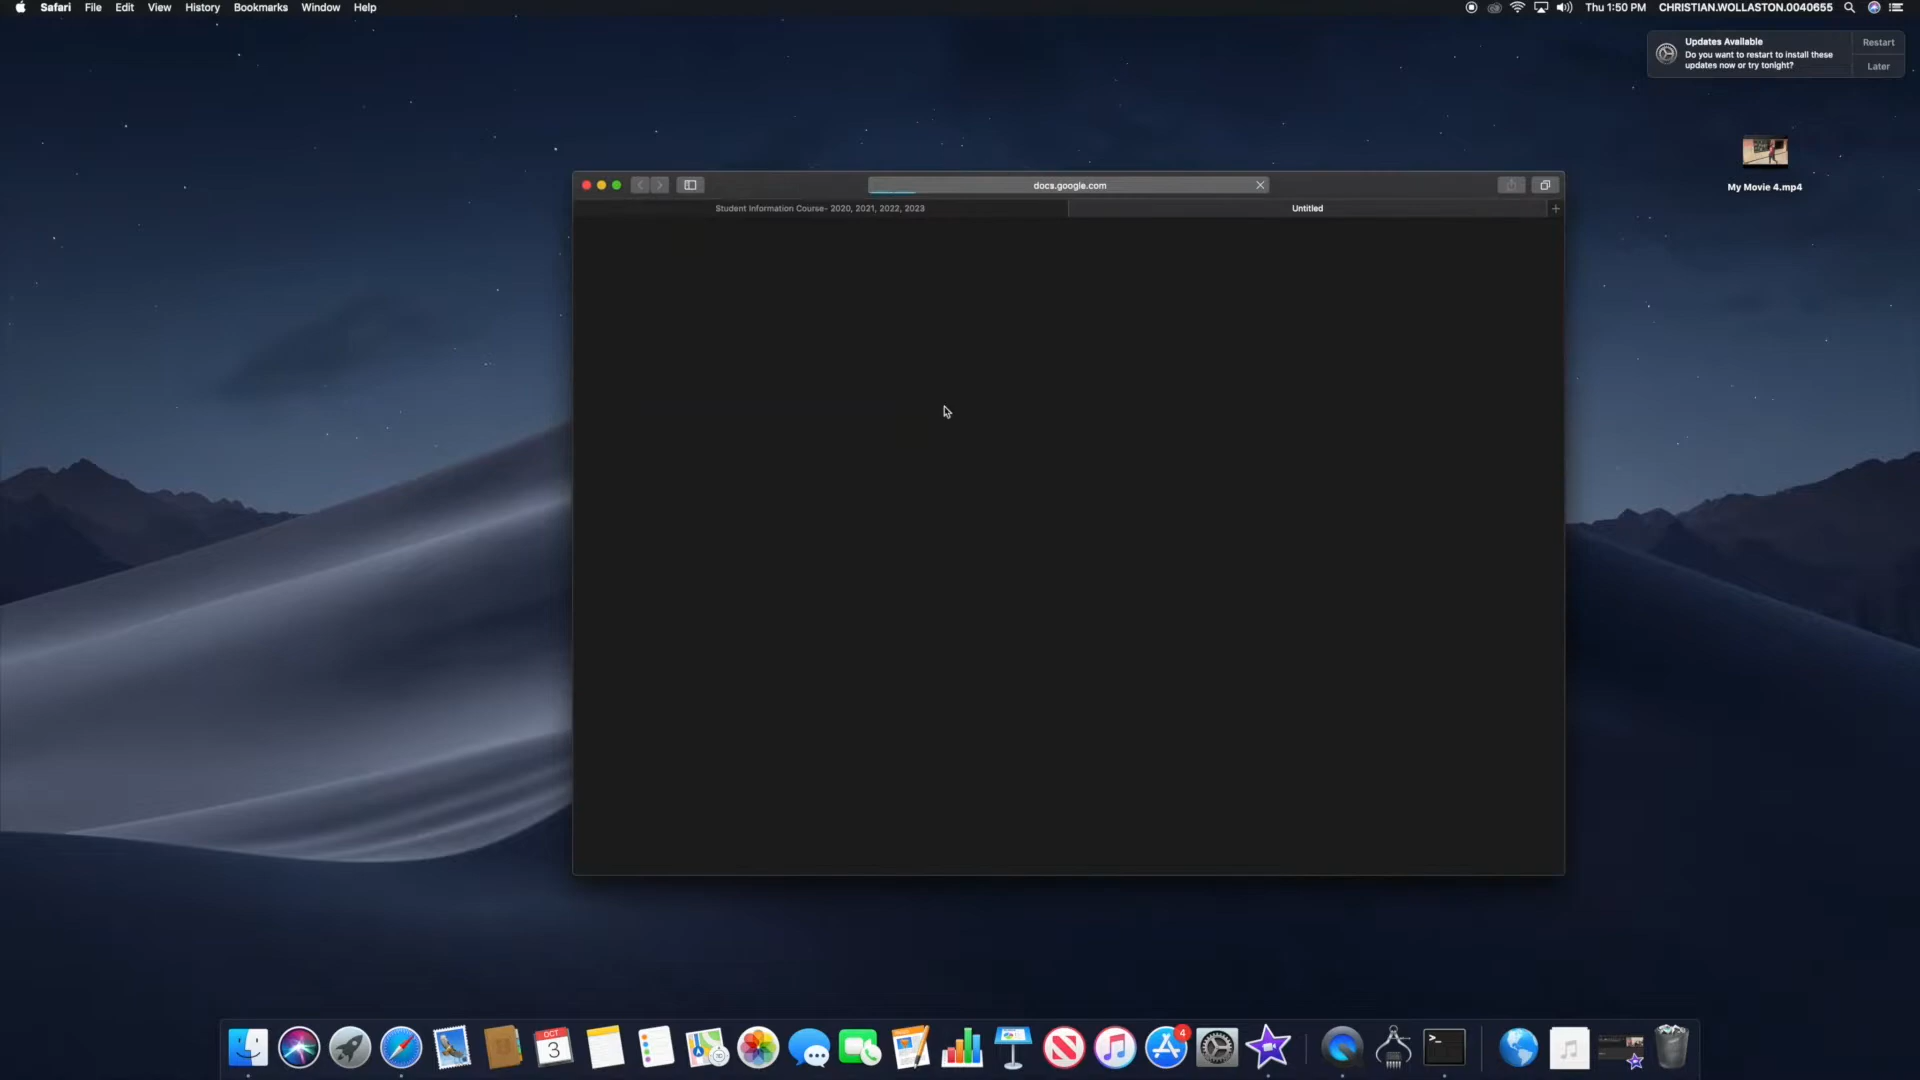 Safari File Edit View History Bookmarks Window Help
Thu 1:50 PM CHRISTIAN.WOLLASTON.0040655
Updates Available
Do you want to restart to install these
updates now or try tonight?
Restart
Later
My Movie 4.mp4
docs.google.com
Student Information Course- 2020, 2021, 2022, 2023
Untitled
OCT
3
4